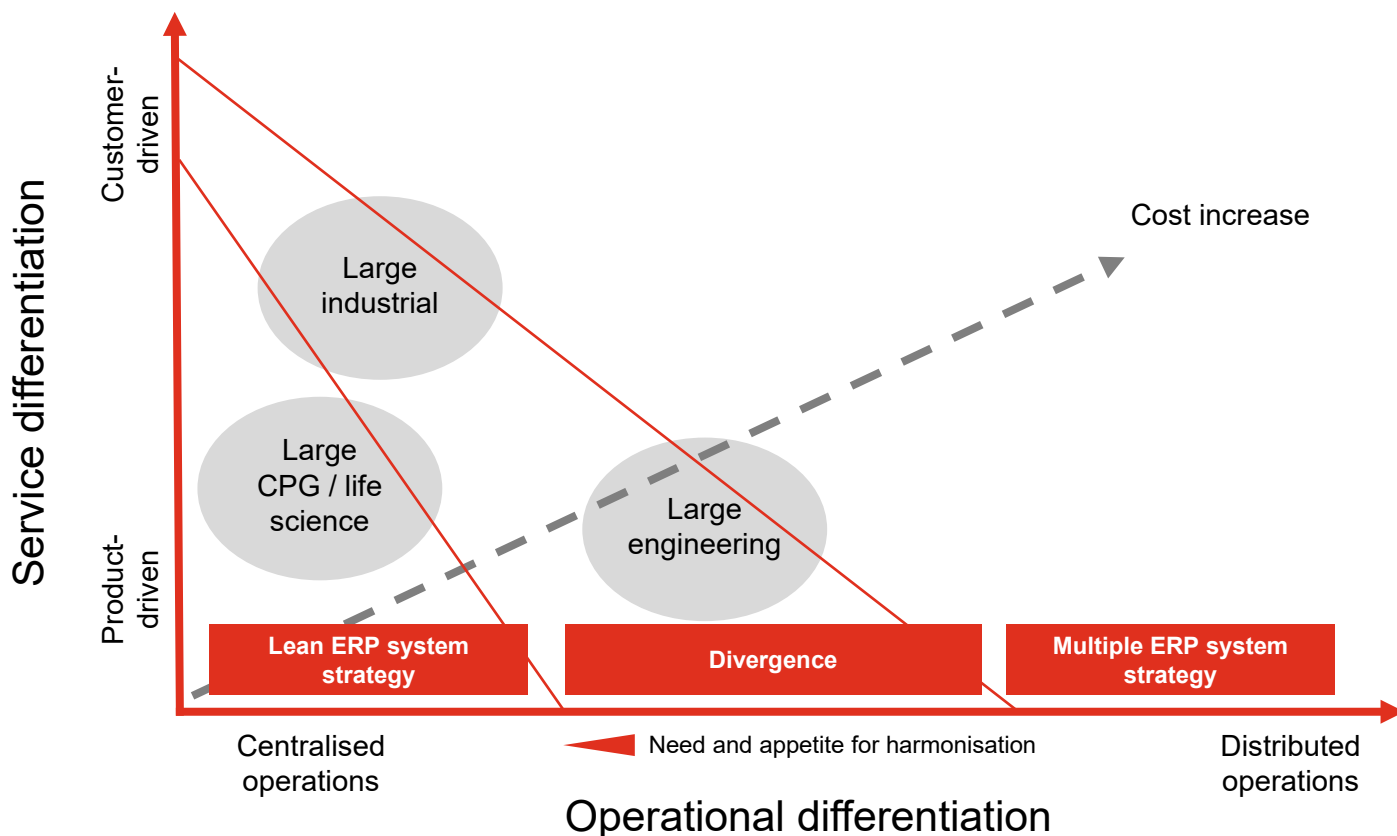 Service differentiation
Customer-
driven
Product-
driven
Large
industrial
Large
CPG / life
science
Large
engineering
Cost increase
Lean ERP system
strategy
Divergence
Multiple ERP system
strategy
Centralised
operations
Need and appetite for harmonisation
Distributed
operations
Operational differentiation